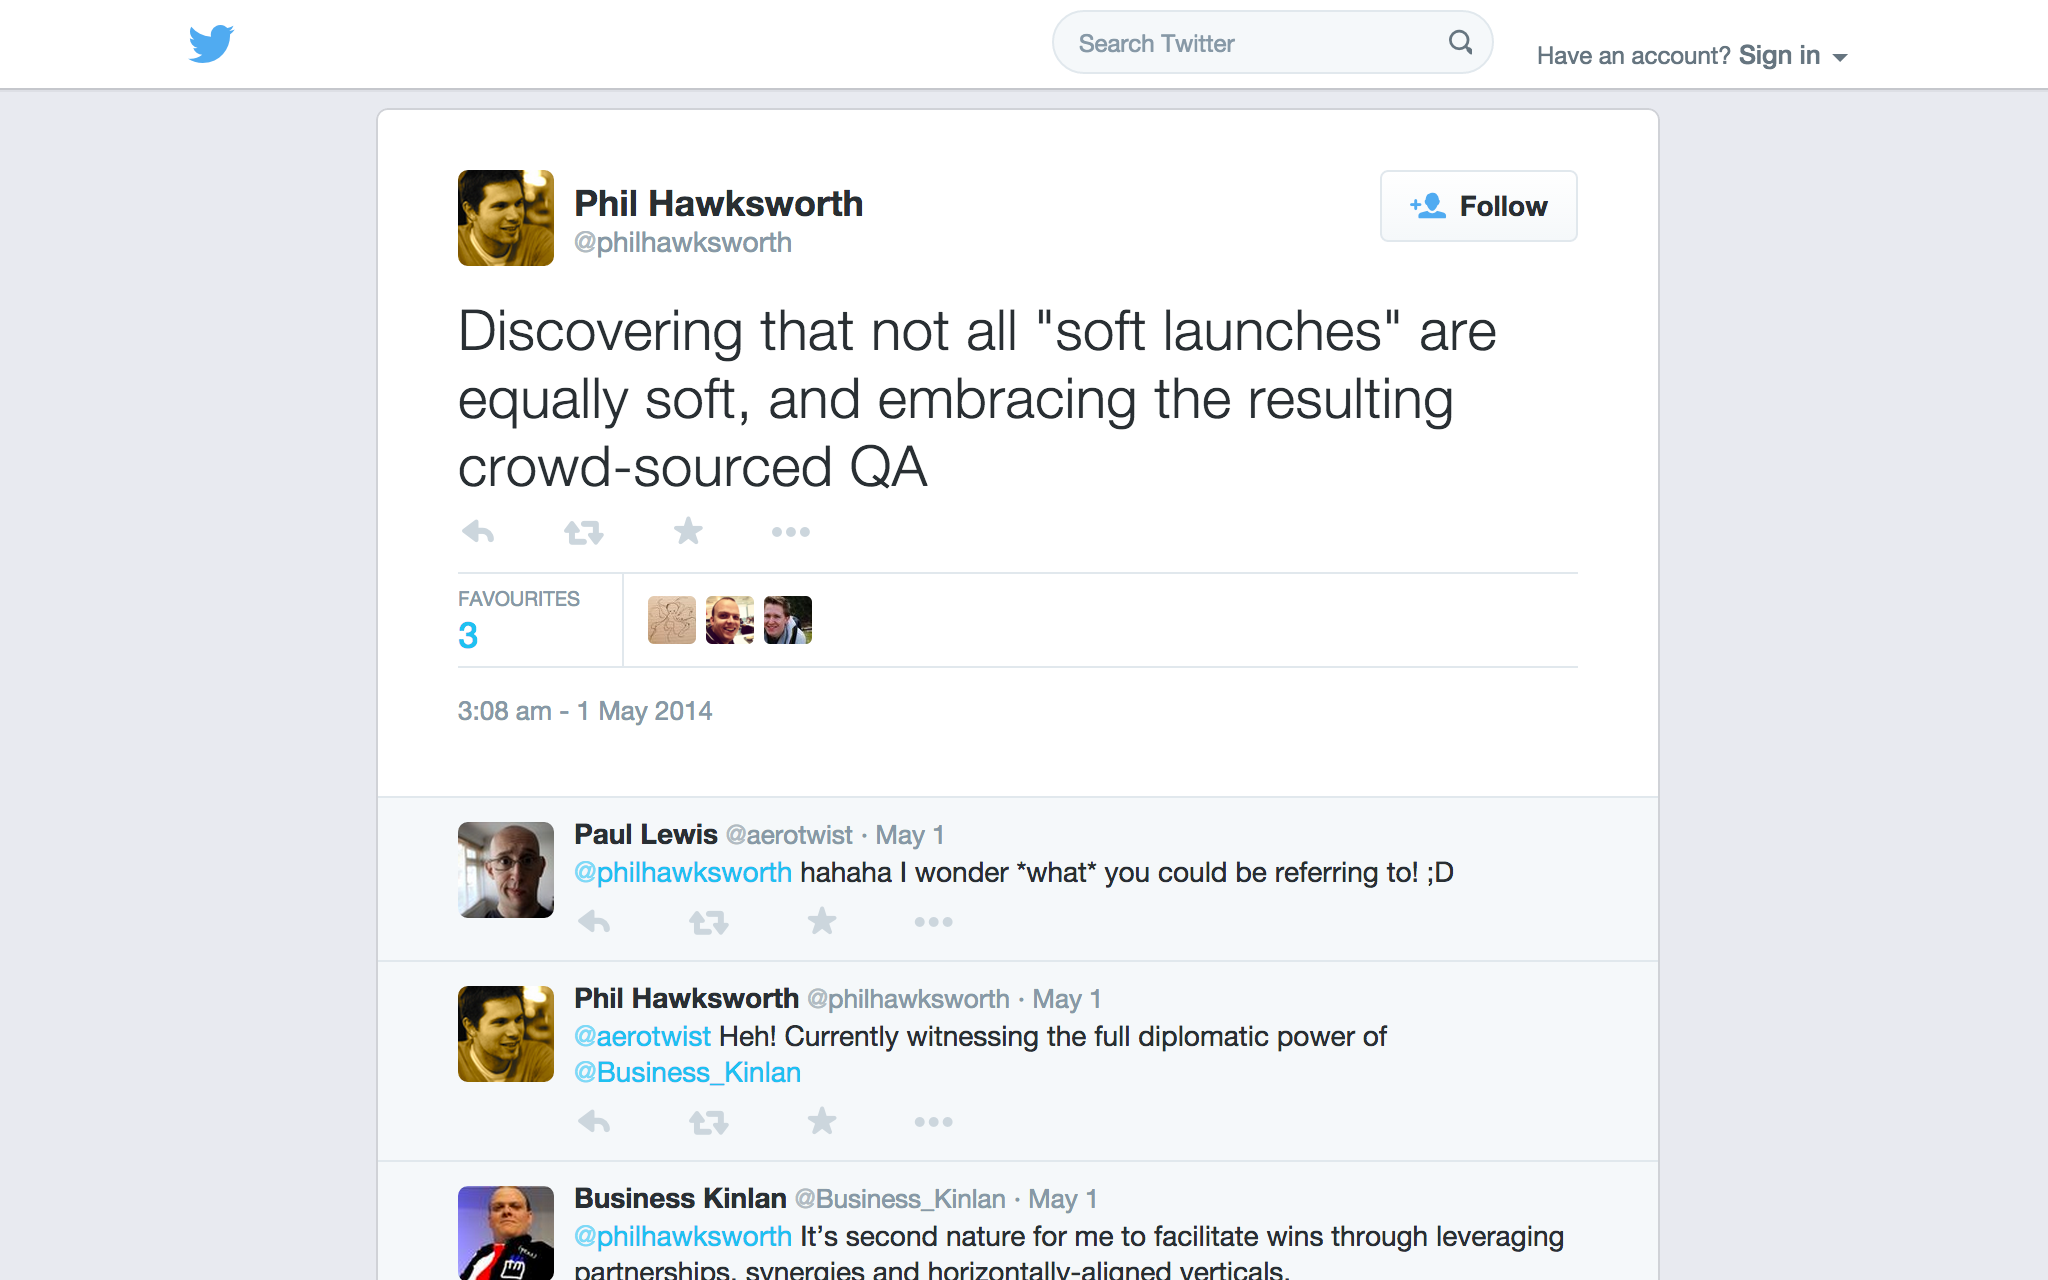 Search Twitter
Have an account? Sign in
Phil Hawksworth
@philhawksworth
Follow
Discovering that not all "soft launches" are
equally soft, and embracing the resulting
crowd-sourced QA
FAVOURITES
3
3:08 am - 1 May 2014
Paul Lewis @aerotwist · May 1
@philhawksworth hahaha I wonder *what* you could be referring to! ;D
Phil Hawksworth @philhawksworth · May 1
@aerotwist Heh! Currently witnessing the full diplomatic power of
@Business_Kinlan
Business Kinlan @Business_Kinlan · May 1
@philhawksworth It’s second nature for me to facilitate wins through leveraging
partnerships, synergies and horizontally-aligned verticals.